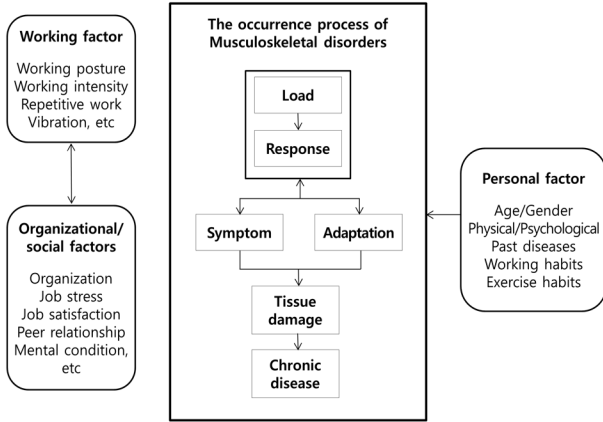 Working factor
Working posture
Working intensity
Repetitive work
Vibration, etc
Organizational/
social factors
Organization
Job stress
Job satisfaction
Peer relationship
Mental condition,
etc
The occurrence process of
Musculoskeletal disorders
Load
Response
Symptom
Adaptation
Tissue
damage
Chronic
disease
Personal factor
Age/Gender
Physical/Psychological
Past diseases
Working habits
Exercise habits